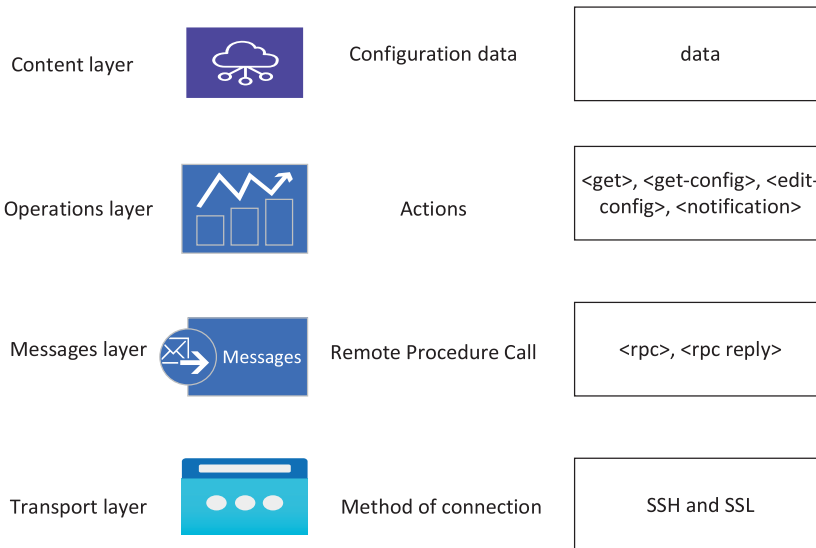 Content layer
Configuration data
data
Operations layer
Actions
<get>, <get-config>, <edit-
config>, <notification>
Messages layer
Messages
Remote Procedure Call
<rpc>, <rpc reply>
Transport layer
Method of connection
SSH and SSL